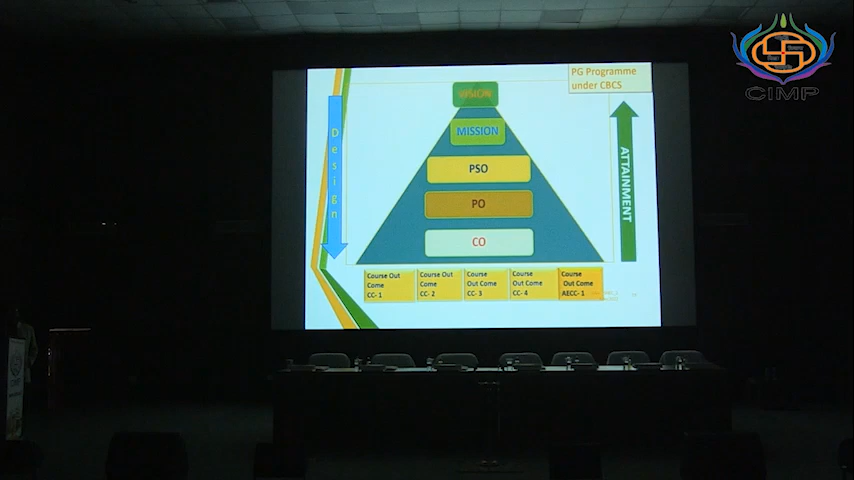 PG Programme
under CBCS
CIMP
VISION
MISSION
PSO
PO
CO
Design
ATTAINMENT
Course Out
Come
CC- 1
Course Out
Come
CC- 2
Course
Out Come
CC- 3
Course
Out Come
CC- 4
Course
Out Come
AECC- 1